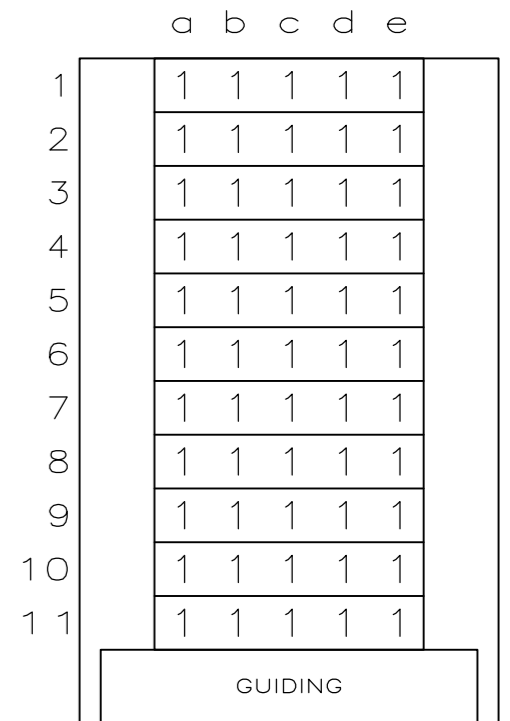 a b c d e
1 1 1 1 1 1
2 1 1 1 1 1
3 1 1 1 1 1
4 1 1 1 1 1
5 1 1 1 1 1
6 1 1 1 1 1
7 1 1 1 1 1
8 1 1 1 1 1
9 1 1 1 1 1
10 1 1 1 1 1
11 1 1 1 1 1
GUIDING